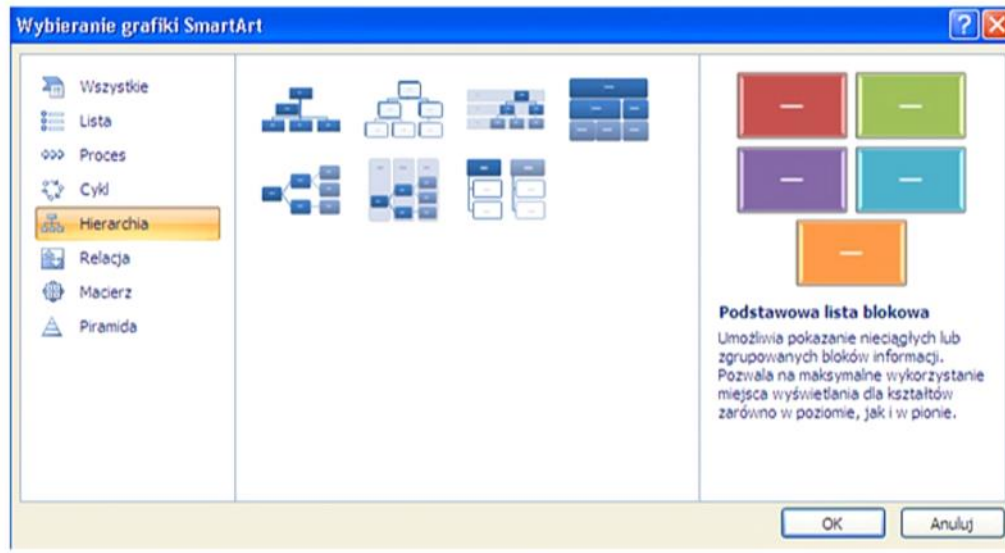 Wybieranie grafiki SmartArt
Wszystkie
Lista
Proces
Cykl
Hierarchia
Relacja
Macierz
Piramida
Podstawowa lista blokowa
Umożliwia pokazanie nieciągłych lub
zgrupowanych bloków informacji.
Pozwala na maksymalne wykorzystanie
miejsca wyświetlania dla kształtów
zarówno w poziomie, jak i w pionie.
OK
Anuluj